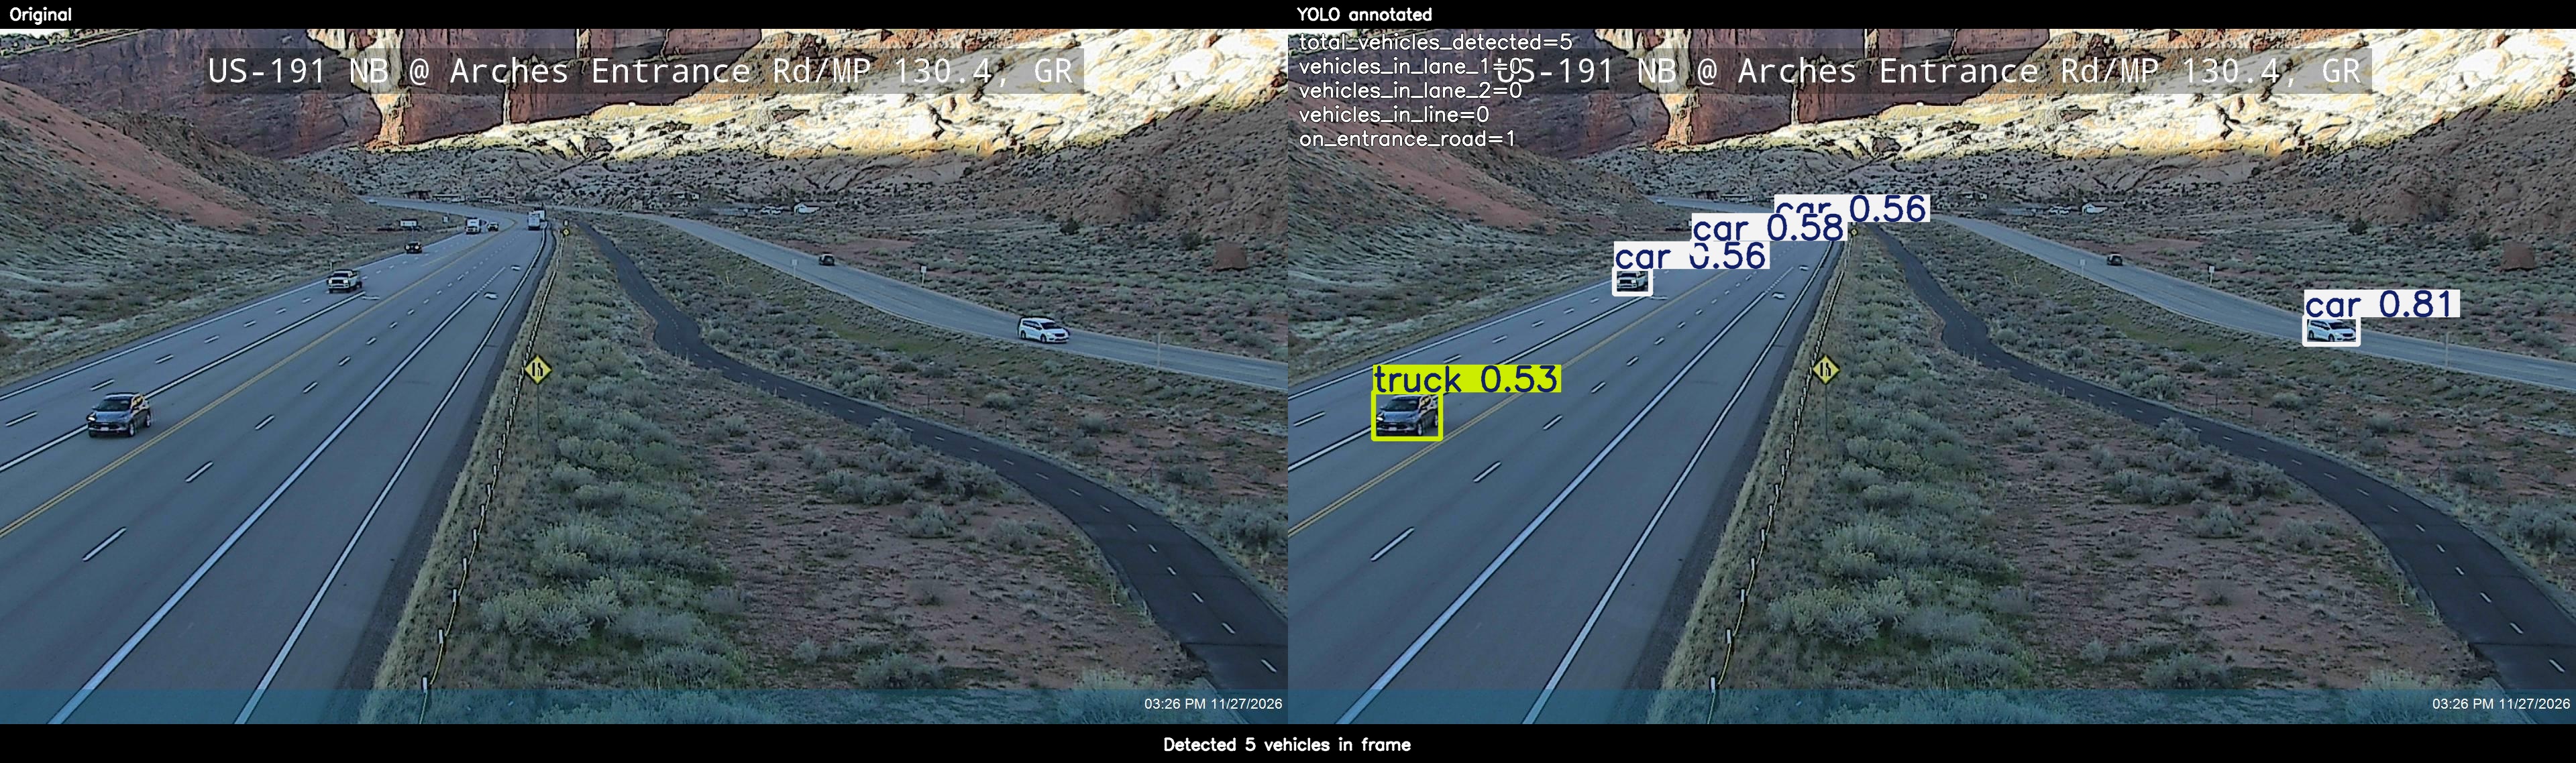 Original
US-191 NB @ Arches Entrance Rd/MP 130.4, GR
03:26 PM 11/27/2026
YOLO annotated
total_vehicles_detected=5
vehicles_in_lane_1=0
US-191 NB @ Arches Entrance Rd/MP 130.4, GR
vehicles_in_lane_2=0
vehicles_in_line=0
on_entrance_road=1
car 0.56
car 0.58
car 0.56
car 0.81
truck 0.53
03:26 PM 11/27/2026
Detected 5 vehicles in frame